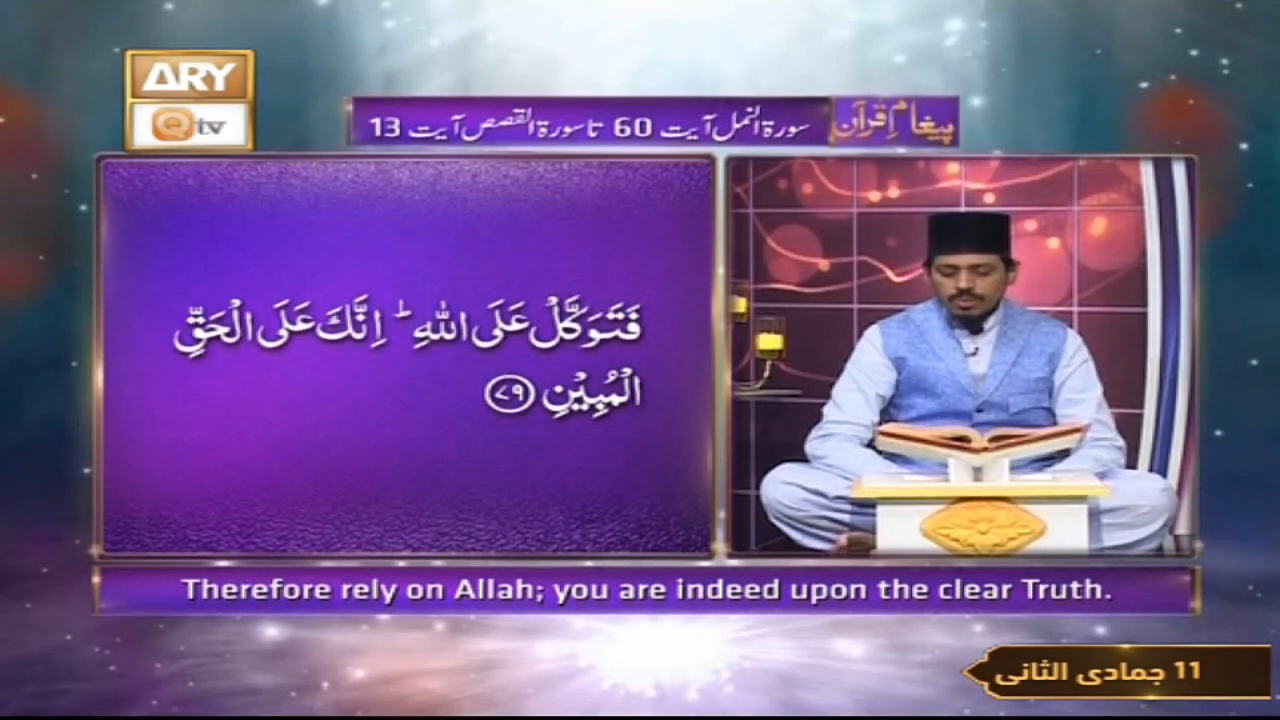 ARY
Qtv
پیغامِ قرآن
سورۃ النمل آیت 60 تا سورۃ القصص آیت 13
فَتَوَكَّلْ عَلَى اللّٰهِ ؕ اِنَّكَ عَلَى الْحَقِّ
الْمُبِیْنِ ﴿۷۹﴾
Therefore rely on Allah; you are indeed upon the clear Truth.
11 جمادی الثانی